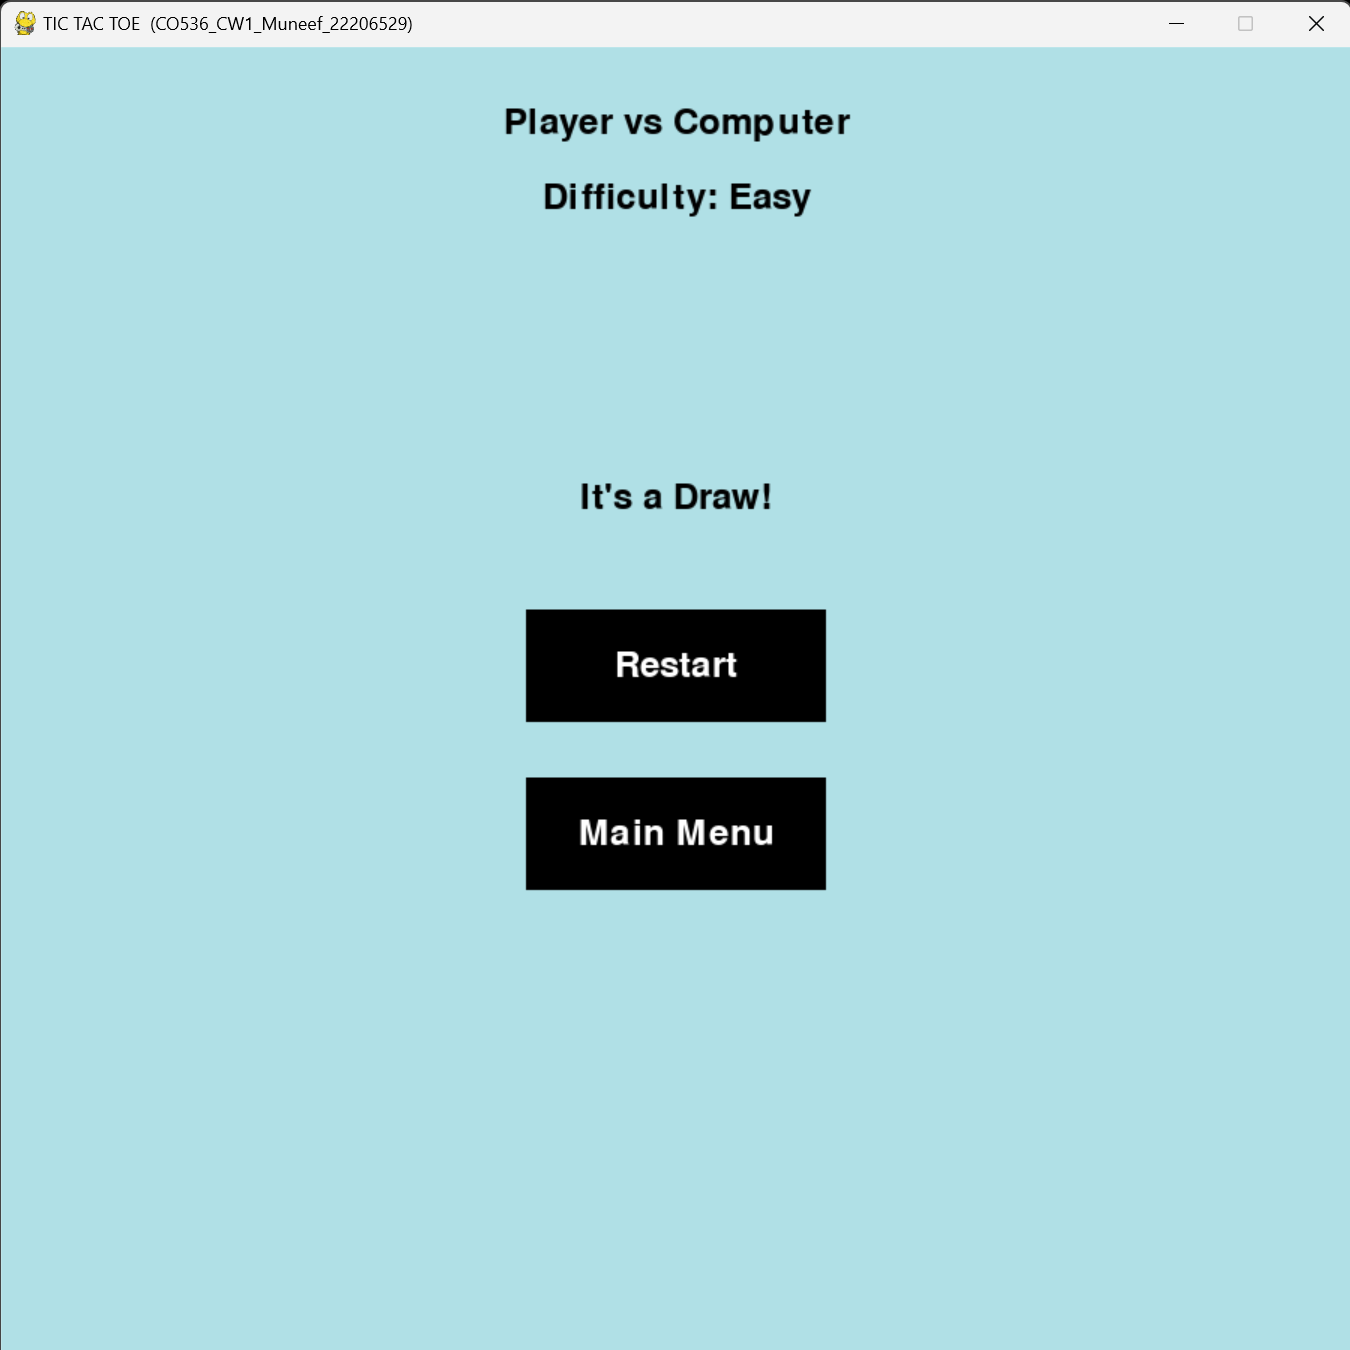 TIC TAC TOE  (CO536_CW1_Muneef_22206529)
Player vs Computer
Difficulty: Easy
It's a Draw!
Restart
Main Menu